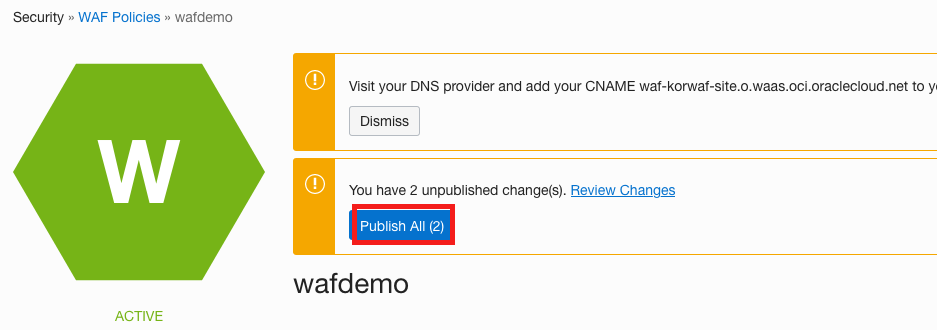 Security » WAF Policies » wafdemo
W
ACTIVE
Visit your DNS provider and add your CNAME waf-korwaf-site.o.waas.oci.oraclecloud.net to
Dismiss
You have 2 unpublished change(s). Review Changes
Publish All (2)
wafdemo